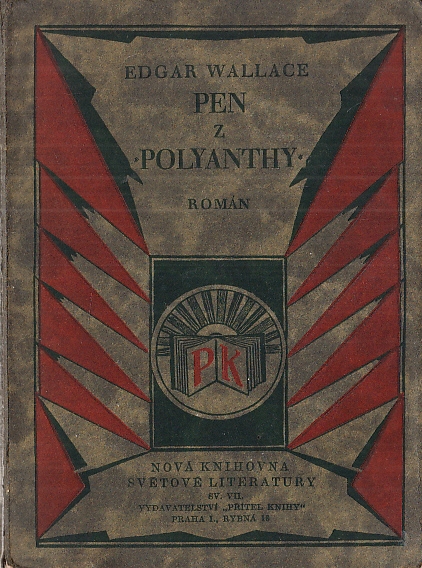 EDGAR WALLACE
PEN
Z
·POLYANTHY·
ROMÁN
PK
NOVÁ KNIHOVNA
SVĚTOVÉ LITERATURY
SV. VII.
VYDAVATELSTVÍ „PŘÍTEL KNIHY“
PRAHA I., RYBNÁ 16